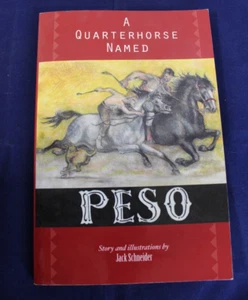 A
QUARTERHORSE
NAMED
PESO
Story and illustrations by
Jack Schneider